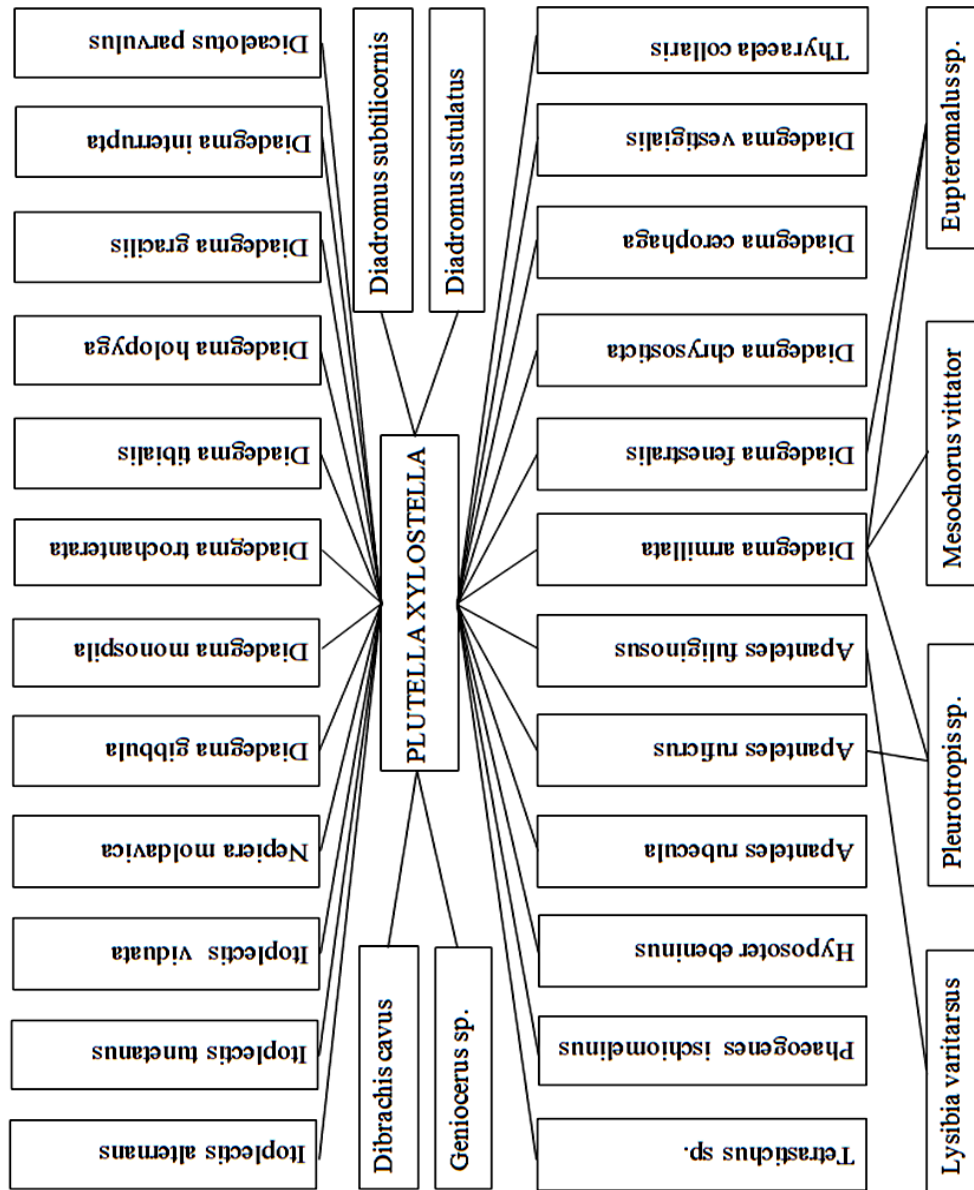 Dicaelotus parvulus
Diadegma interrupta
Diadegma gracilis
Diadegma holopyga
Diadegma tibialis
Diadegma trochanterata
Diadegma monospila
Diadegma gibbula
Nepiera moldavica
Itoplectis viduata
Itoplectis tunetanus
Itoplectis alternans
Diadromus subtilicornis
Diadromus ustulatus
PLUTELLA XYLOSTELLA
Dibrachis cavus
Geniocerus sp.
Thyraeela collaris
Diadegma vestigialis
Diadegma cerophaga
Diadegma chrysosticta
Diadegma fenestralis
Diadegma armillata
Apanteles fuliginosus
Apanteles ruficrus
Apanteles rubecula
Hyposoter ebeninus
Phaeogenes ischiomelinus
Tetrastichus sp.
Eupteromalus sp.
Mesochorus vittator
Pleurotropis sp.
Lysibia varitarsus